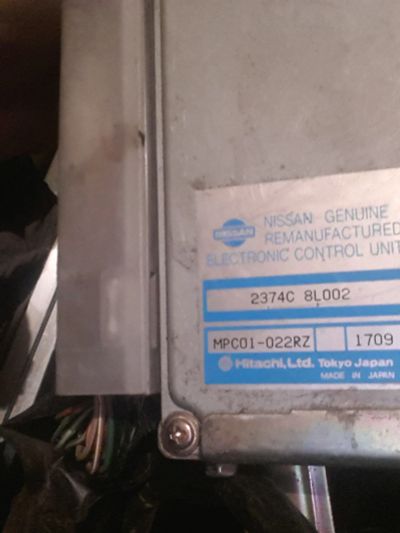 NISSAN
NISSAN GENUINE
REMANUFACTURED
ELECTRONIC CONTROL UNIT
2374C 8L002
MPC01-022RZ 1709
Hitachi, Ltd. Tokyo Japan
MADE IN JAPAN